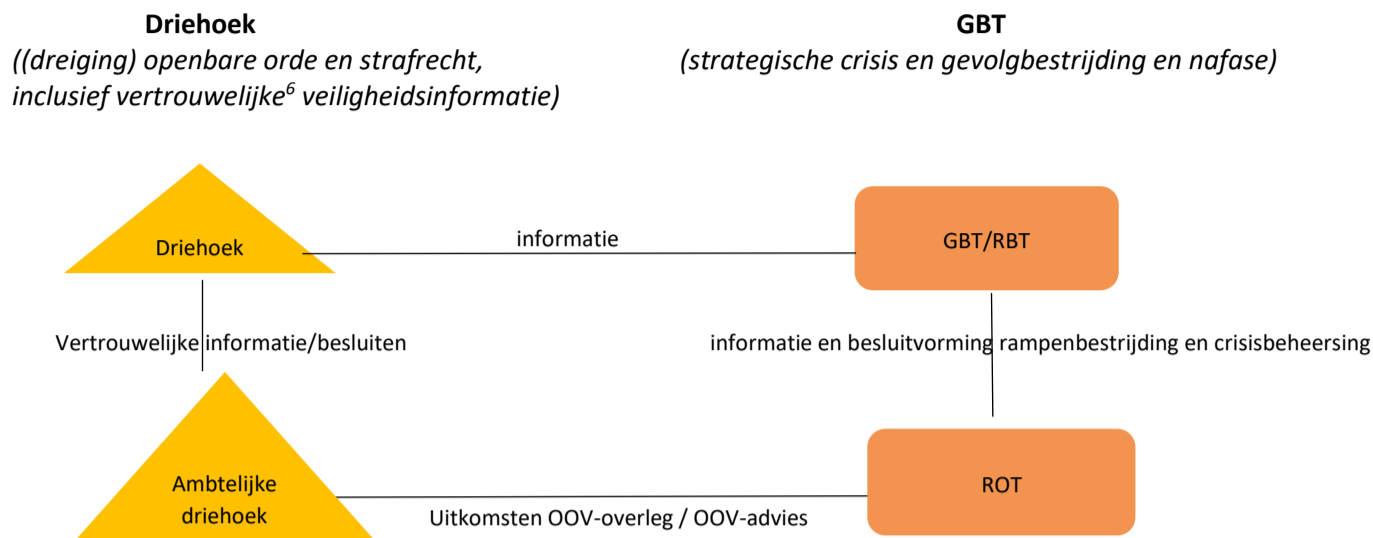 Driehoek
((dreiging) openbare orde en strafrecht,
inclusief vertrouwelijke⁶ veiligheidsinformatie)
GBT
(strategische crisis en gevolgbestrijding en nafase)
Driehoek
informatie
GBT/RBT
Vertrouwelijke informatie/besluiten
informatie en besluitvorming rampenbestrijding en crisisbeheersing
Ambtelijke
driehoek
Uitkomsten OOV-overleg / OOV-advies
ROT